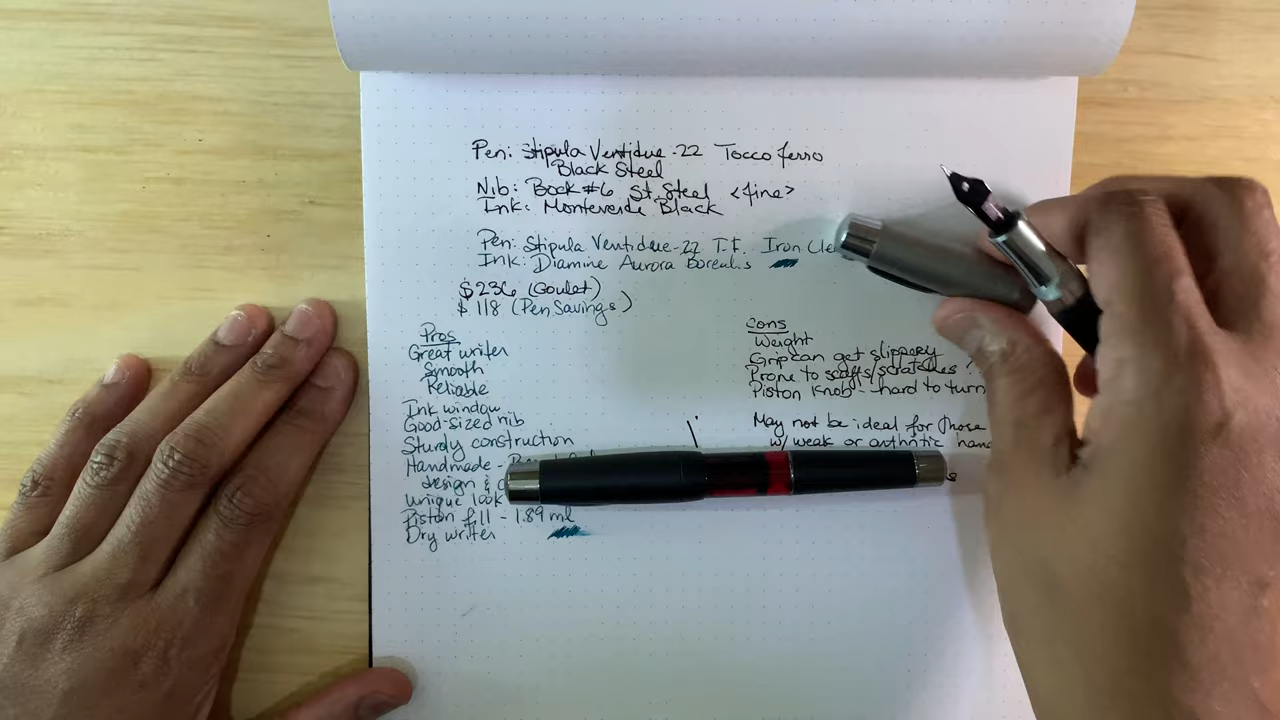 Pen: Stipula Ventidue-22 Tocco ferro
Black Steel
Nib: Bock #6 St. Steel <fine>
Ink: Monteverde Black
Pen: Stipula Ventidue-22 T.F. Iron
Ink: Diamine Aurora Borealis
$236 (Goulet)
$118 (Pen Savings)
Pros
Great writer
Smooth
Reliable
Ink window
Good-sized nib
Sturdy construction
Handmade -
design &
Unique look
Piston fill - 1.89 ml
Dry writer
Cons
Weight
Grip can get slippery
Prone to scuffs/scratches
Piston Knob - hard to turn
May not be ideal for those
w/ weak or arthritic